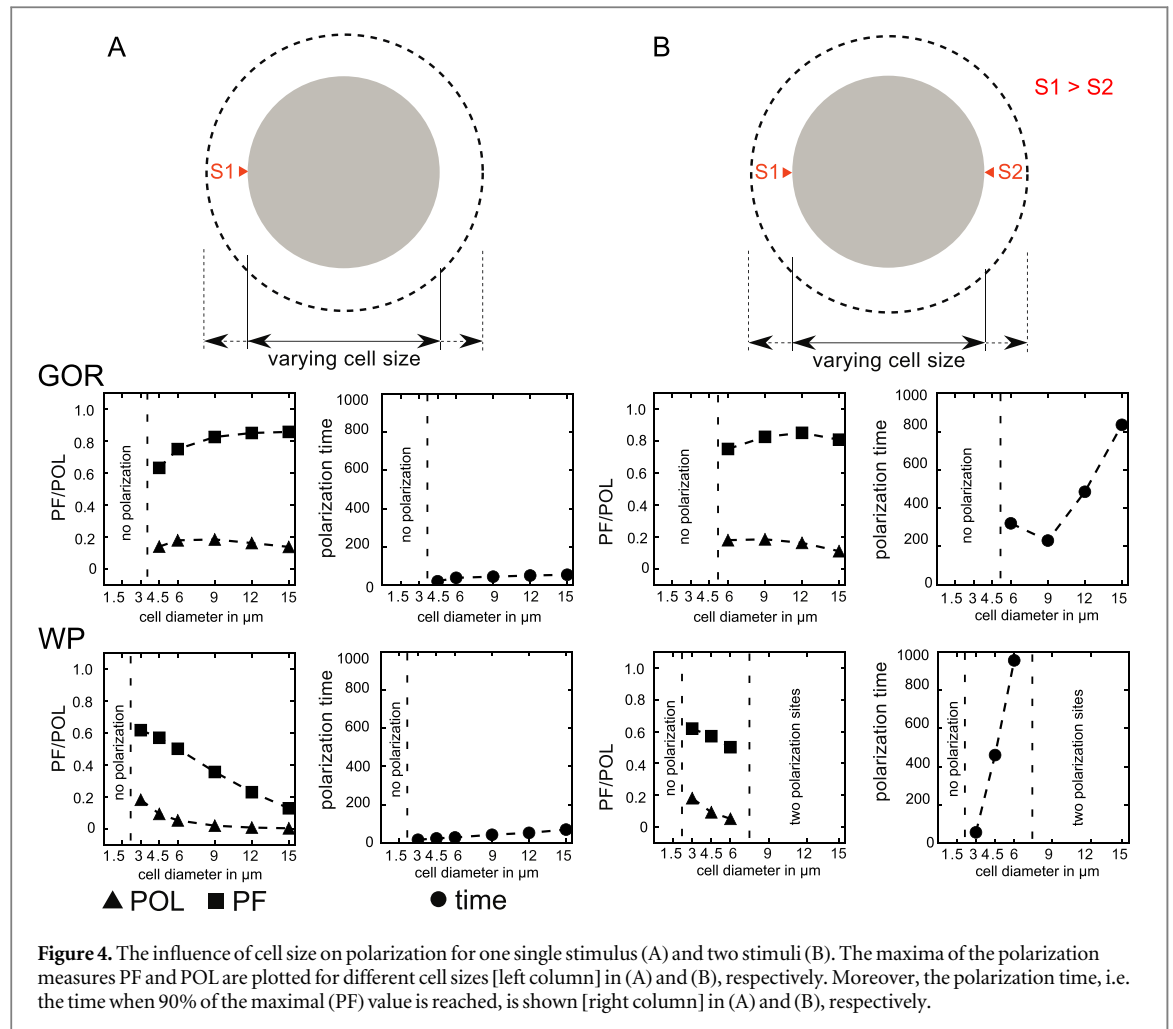 A
B
S1 > S2
S1
S1
S2
varying cell size
varying cell size
GOR
PF/POL
1.0
0.8
0.6
0.4
0.2
0
no polarization
1.5 3 4.5 6 9 12 15
cell diameter in µm
polarization time
1000
800
600
400
200
0
no polarization
1.5 3 4.5 6 9 12 15
cell diameter in µm
PF/POL
1.0
0.8
0.6
0.4
0.2
0
no polarization
1.5 3 4.5 6 9 12 15
cell diameter in µm
polarization time
1000
800
600
400
200
0
no polarization
1.5 3 4.5 6 9 12 15
cell diameter in µm
WP
PF/POL
1.0
0.8
0.6
0.4
0.2
0
no polarization
1.5 3 4.5 6 9 12 15
cell diameter in µm
polarization time
1000
800
600
400
200
0
no polarization
1.5 3 4.5 6 9 12 15
cell diameter in µm
PF/POL
1.0
0.8
0.6
0.4
0.2
0
no polarization
two polarization sites
1.5 3 4.5 6 9 12 15
cell diameter in µm
polarization time
1000
800
600
400
200
0
no polarization
two polarization sites
1.5 3 4.5 6 9 12 15
cell diameter in µm
POL PF time
Figure 4. The influence of cell size on polarization for one single stimulus (A) and two stimuli (B). The maxima of the polarization
measures PF and POL are plotted for different cell sizes [left column] in (A) and (B), respectively. Moreover, the polarization time, i.e.
the time when 90% of the maximal (PF) value is reached, is shown [right column] in (A) and (B), respectively.